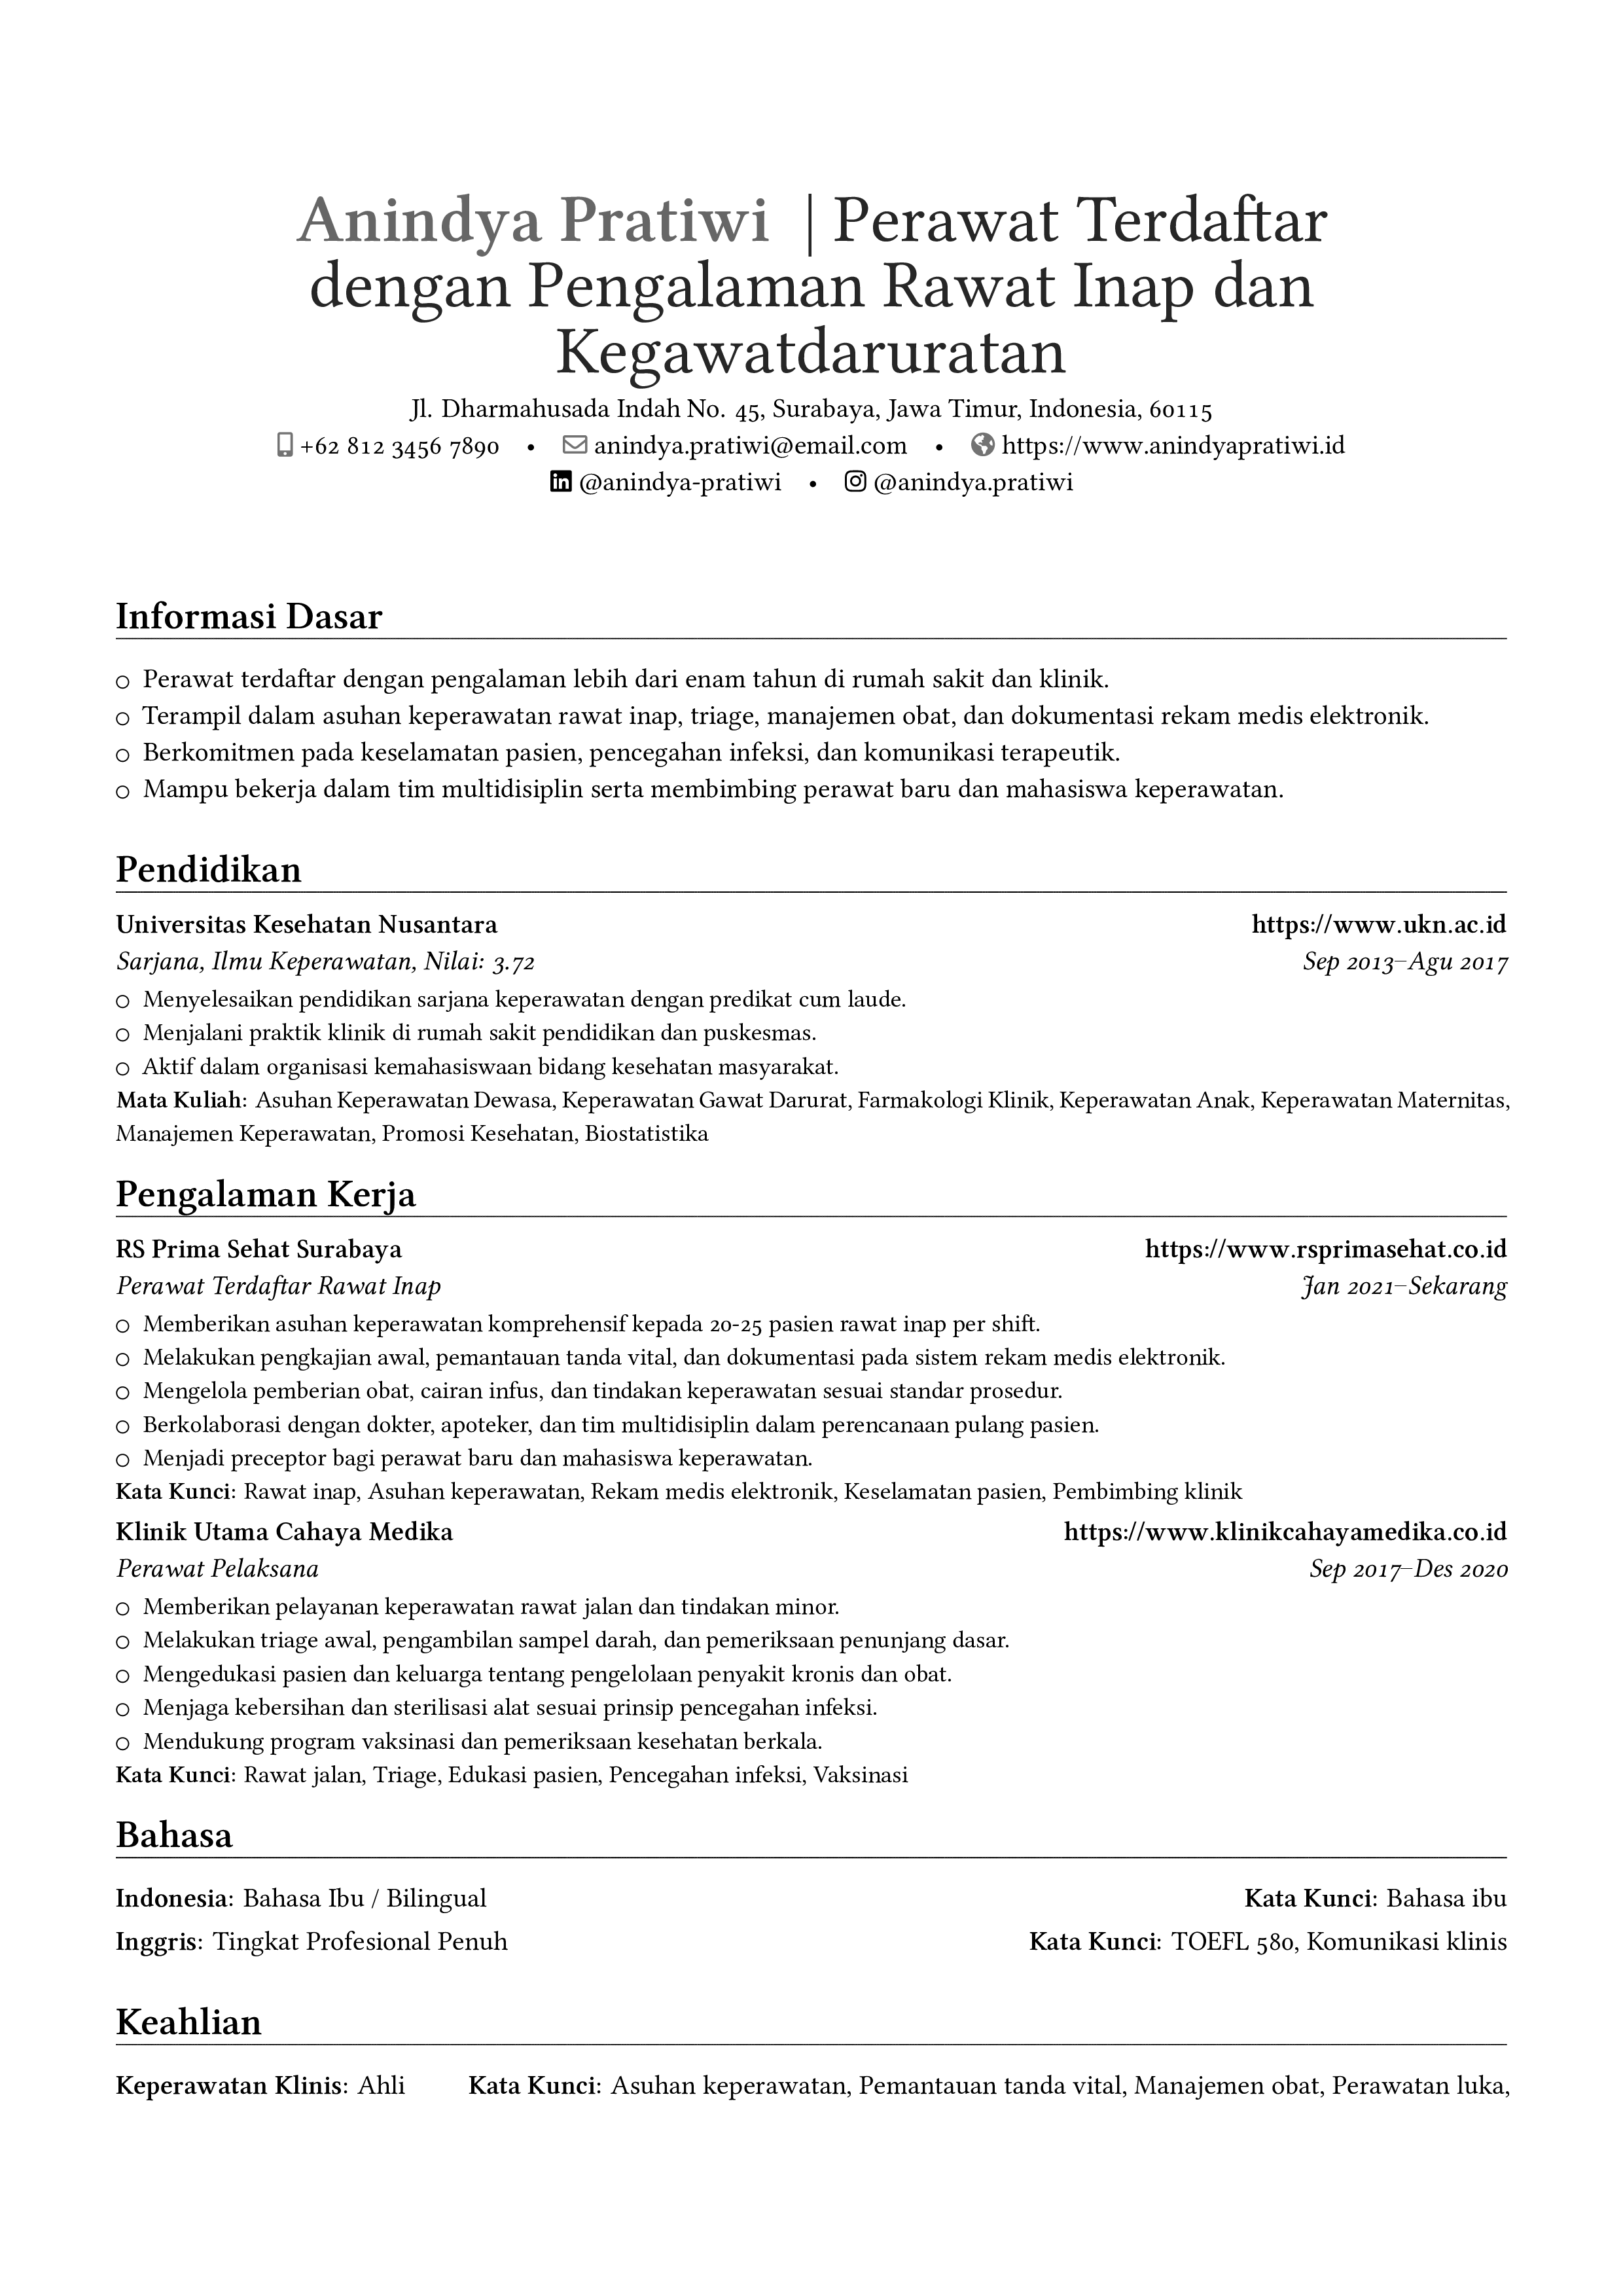 Anindya Pratiwi | Perawat Terdaftar
dengan Pengalaman Rawat Inap dan
Kegawatdaruratan
Jl. Dharmahusada Indah No. 45, Surabaya, Jawa Timur, Indonesia, 60115
+62 812 3456 7890 • anindya.pratiwi@email.com • https://www.anindyapratiwi.id
@anindya-pratiwi • @anindya.pratiwi
Informasi Dasar
○ Perawat terdaftar dengan pengalaman lebih dari enam tahun di rumah sakit dan klinik.
○ Terampil dalam asuhan keperawatan rawat inap, triage, manajemen obat, dan dokumentasi rekam medis elektronik.
○ Berkomitmen pada keselamatan pasien, pencegahan infeksi, dan komunikasi terapeutik.
○ Mampu bekerja dalam tim multidisiplin serta membimbing perawat baru dan mahasiswa keperawatan.
Pendidikan
Universitas Kesehatan Nusantara https://www.ukn.ac.id
Sarjana, Ilmu Keperawatan, Nilai: 3.72 Sep 2013–Agu 2017
○ Menyelesaikan pendidikan sarjana keperawatan dengan predikat cum laude.
○ Menjalani praktik klinik di rumah sakit pendidikan dan puskesmas.
○ Aktif dalam organisasi kemahasiswaan bidang kesehatan masyarakat.
Mata Kuliah: Asuhan Keperawatan Dewasa, Keperawatan Gawat Darurat, Farmakologi Klinik, Keperawatan Anak, Keperawatan Maternitas,
Manajemen Keperawatan, Promosi Kesehatan, Biostatistika
Pengalaman Kerja
RS Prima Sehat Surabaya https://www.rsprimasehat.co.id
Perawat Terdaftar Rawat Inap Jan 2021–Sekarang
○ Memberikan asuhan keperawatan komprehensif kepada 20-25 pasien rawat inap per shift.
○ Melakukan pengkajian awal, pemantauan tanda vital, dan dokumentasi pada sistem rekam medis elektronik.
○ Mengelola pemberian obat, cairan infus, dan tindakan keperawatan sesuai standar prosedur.
○ Berkolaborasi dengan dokter, apoteker, dan tim multidisiplin dalam perencanaan pulang pasien.
○ Menjadi preceptor bagi perawat baru dan mahasiswa keperawatan.
Kata Kunci: Rawat inap, Asuhan keperawatan, Rekam medis elektronik, Keselamatan pasien, Pembimbing klinik
Klinik Utama Cahaya Medika https://www.klinikcahayamedika.co.id
Perawat Pelaksana Sep 2017–Des 2020
○ Memberikan pelayanan keperawatan rawat jalan dan tindakan minor.
○ Melakukan triage awal, pengambilan sampel darah, dan pemeriksaan penunjang dasar.
○ Mengedukasi pasien dan keluarga tentang pengelolaan penyakit kronis dan obat.
○ Menjaga kebersihan dan sterilisasi alat sesuai prinsip pencegahan infeksi.
○ Mendukung program vaksinasi dan pemeriksaan kesehatan berkala.
Kata Kunci: Rawat jalan, Triage, Edukasi pasien, Pencegahan infeksi, Vaksinasi
Bahasa
Indonesia: Bahasa Ibu / Bilingual Kata Kunci: Bahasa ibu
Inggris: Tingkat Profesional Penuh Kata Kunci: TOEFL 580, Komunikasi klinis
Keahlian
Keperawatan Klinis: Ahli Kata Kunci: Asuhan keperawatan, Pemantauan tanda vital, Manajemen obat, Perawatan luka,